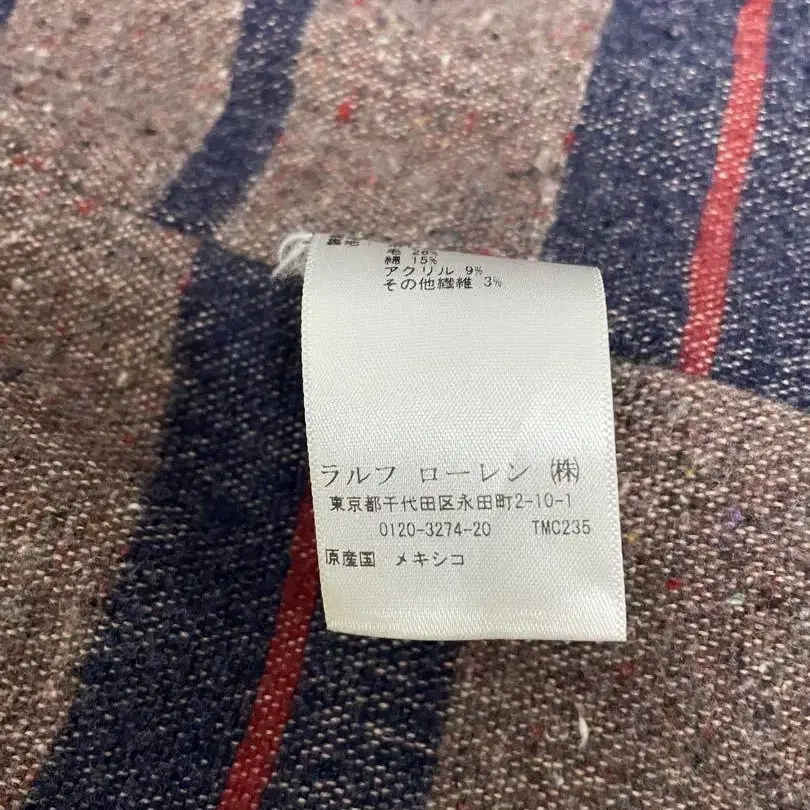 裏地
毛 26%
綿 15%
アクリル 9%
その他繊維 3%
ラルフ ローレン ㈱
東京都千代田区永田町2-10-1
0120-3274-20 TMC235
原産国 メキシコ